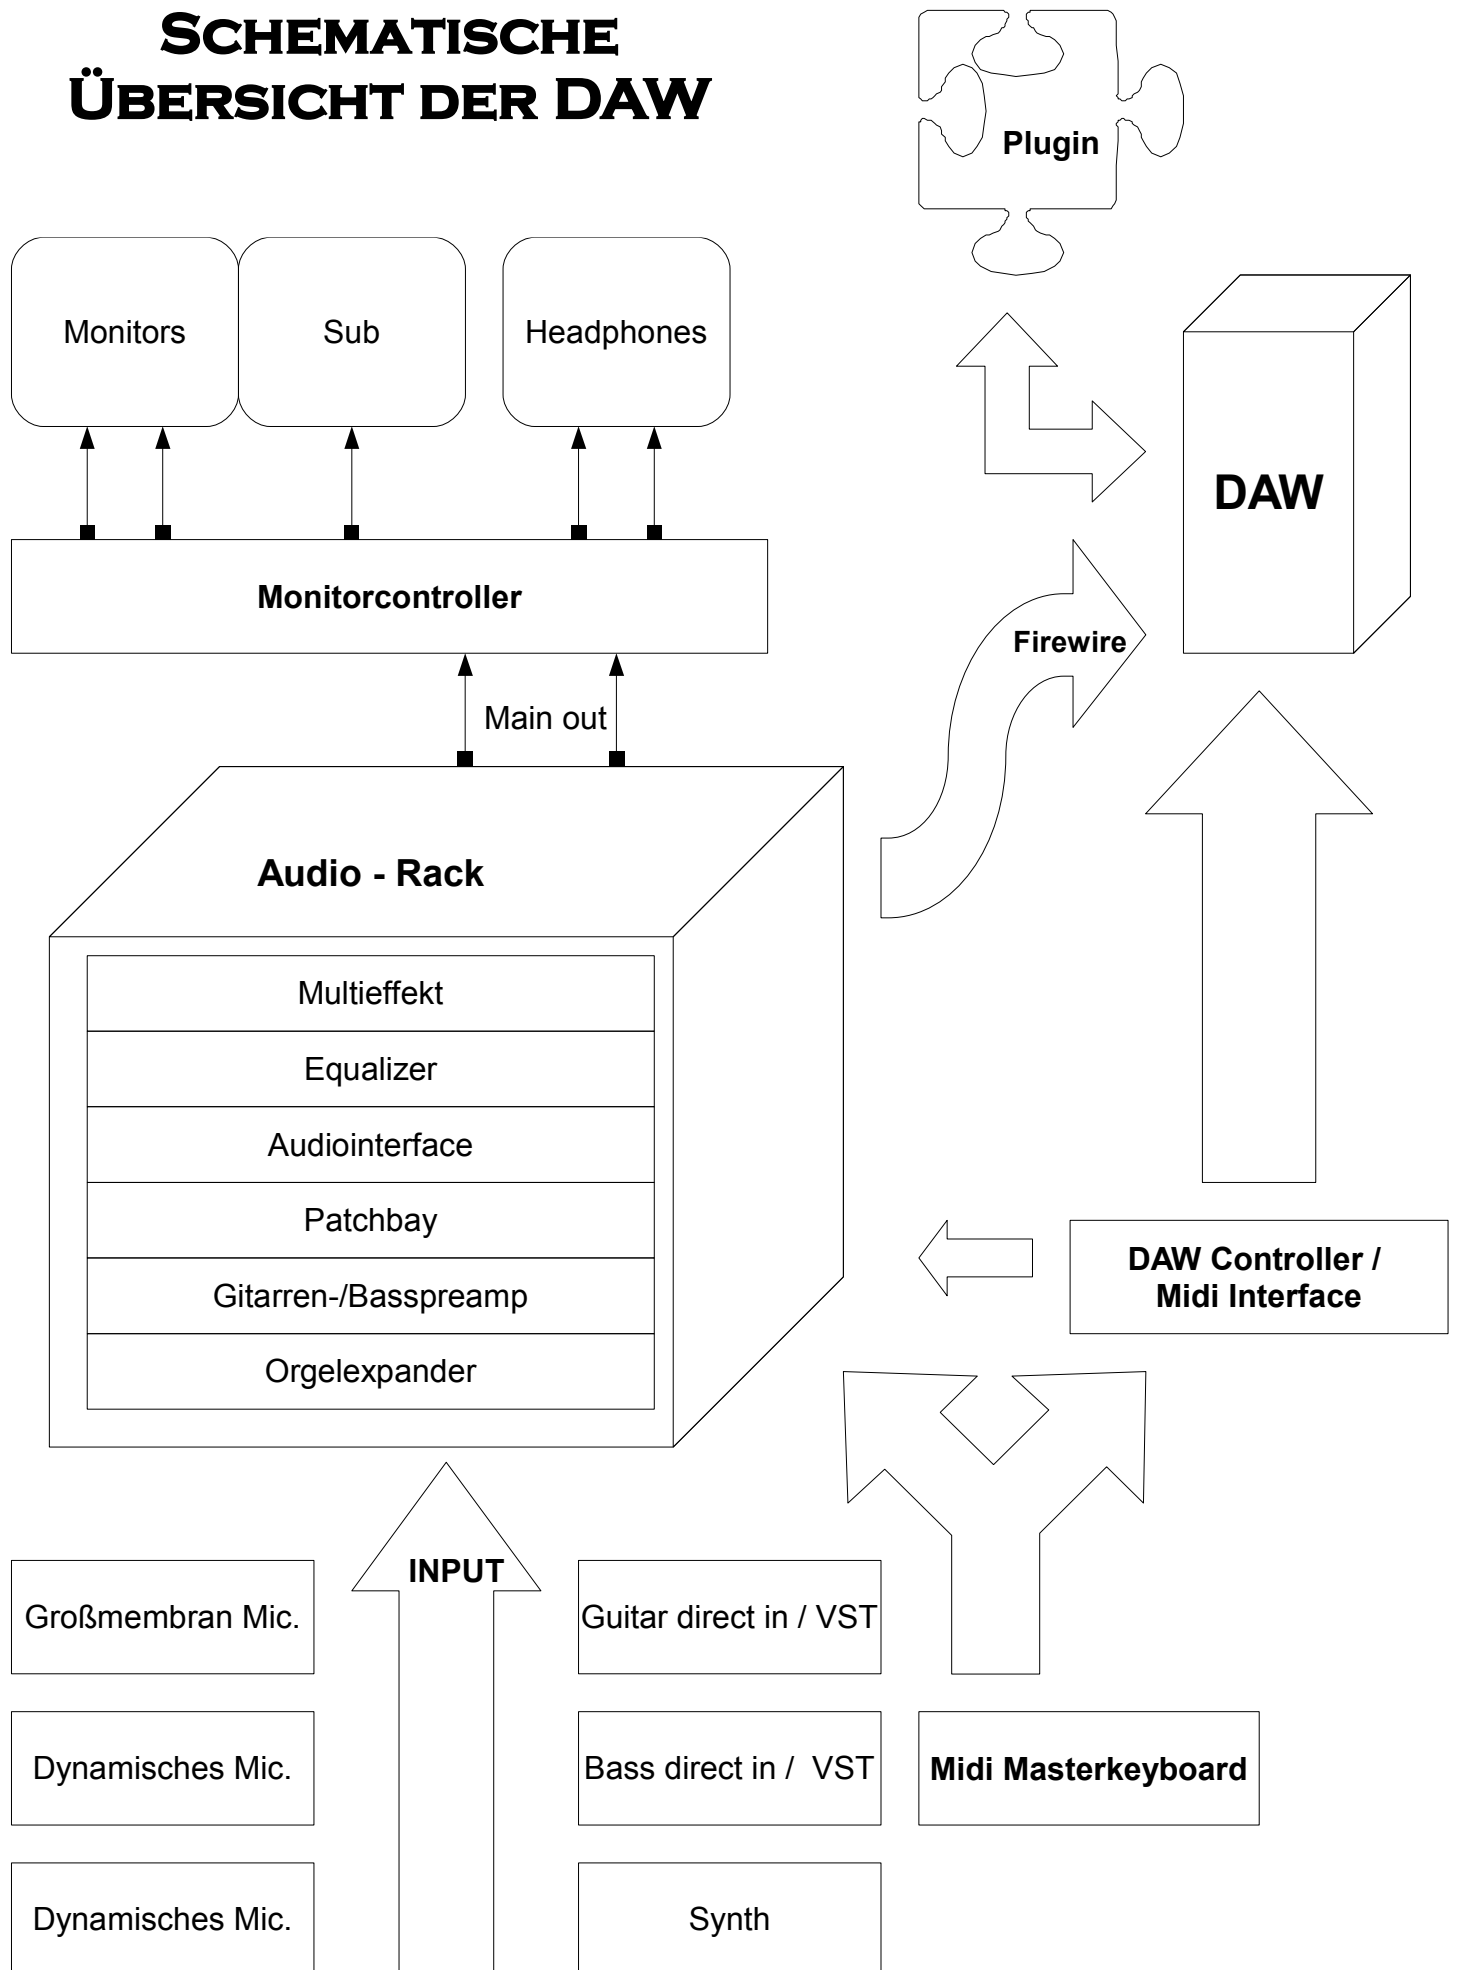 SCHEMATISCHE
ÜBERSICHT DER DAW
Plugin
Monitors
Sub
Headphones
DAW
Monitorcontroller
Firewire
Main out
Audio - Rack
Multieffekt
Equalizer
Audiointerface
Patchbay
Gitarren-/Basspreamp
Orgelexpander
DAW Controller /
Midi Interface
INPUT
Großmembran Mic.
Guitar direct in / VST
Dynamisches Mic.
Bass direct in /  VST
Midi Masterkeyboard
Dynamisches Mic.
Synth